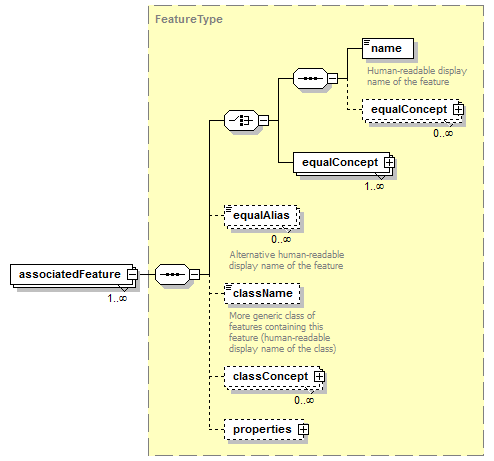 FeatureType
name
Human-readable display
name of the feature
equalConcept
0..∞
equalConcept
1..∞
equalAlias
0..∞
Alternative human-readable
display name of the feature
associatedFeature
1..∞
className
More generic class of
features containing this
feature (human-readable
display name of the class)
classConcept
0..∞
properties